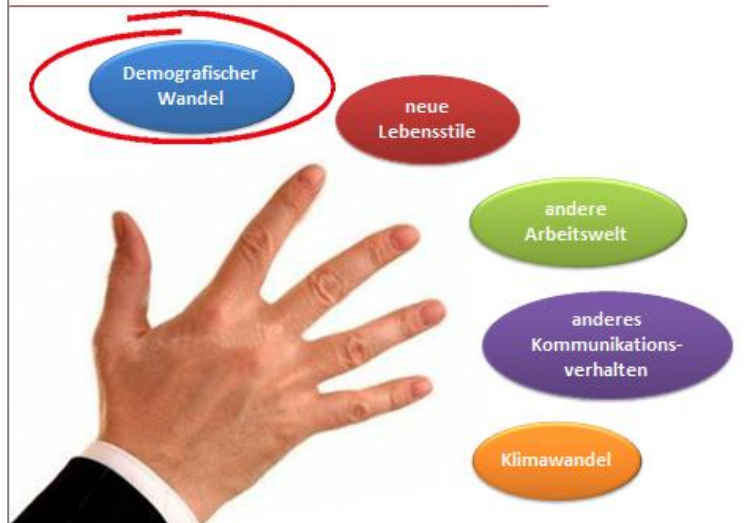 Demografischer
Wandel
neue
Lebensstile
andere
Arbeitswelt
anderes
Kommunikations-
verhalten
Klimawandel